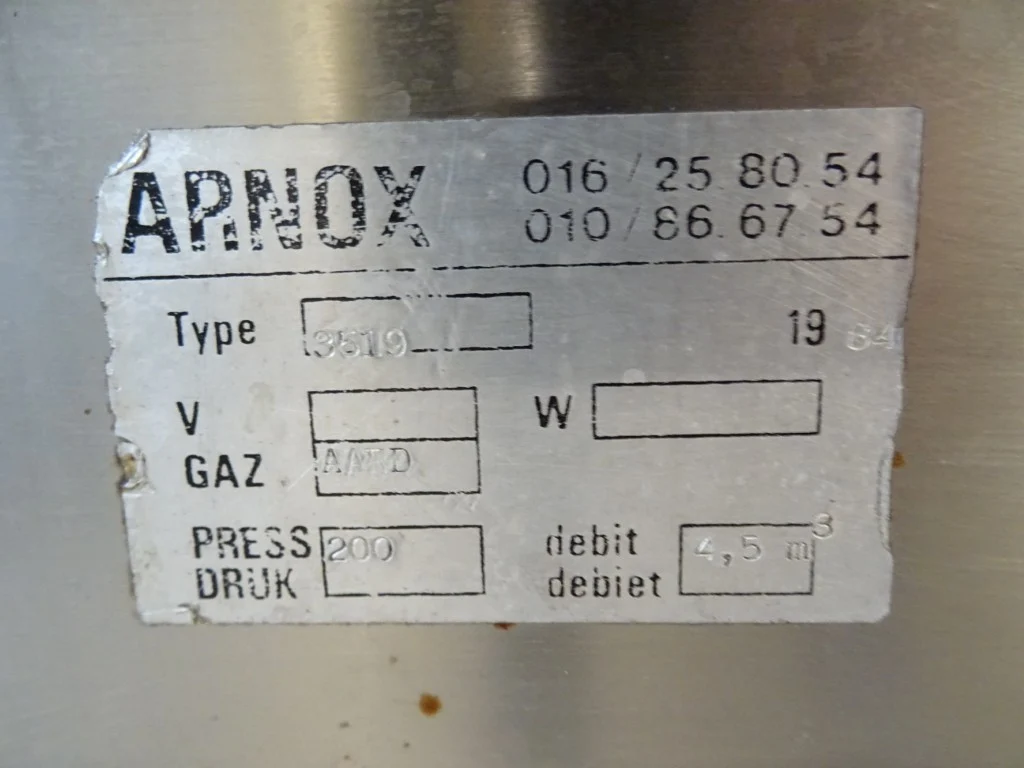 ARNOX 016/25.80.54
010/86.67.54
Type 3519 19
V W
GAZ
PRESS 200 debit 4,5 m³
DRUK debiet